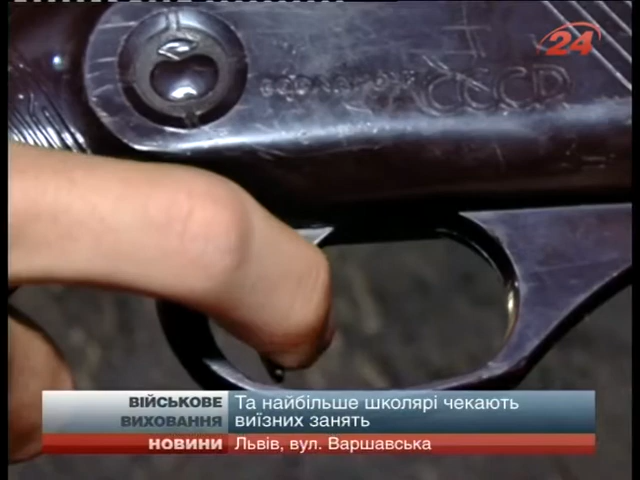 24
СССР
ВІЙСЬКОВЕ ВИХОВАННЯ
Та найбільше школярі чекають
виїзних занять
НОВИНИ
Львів, вул. Варшавська